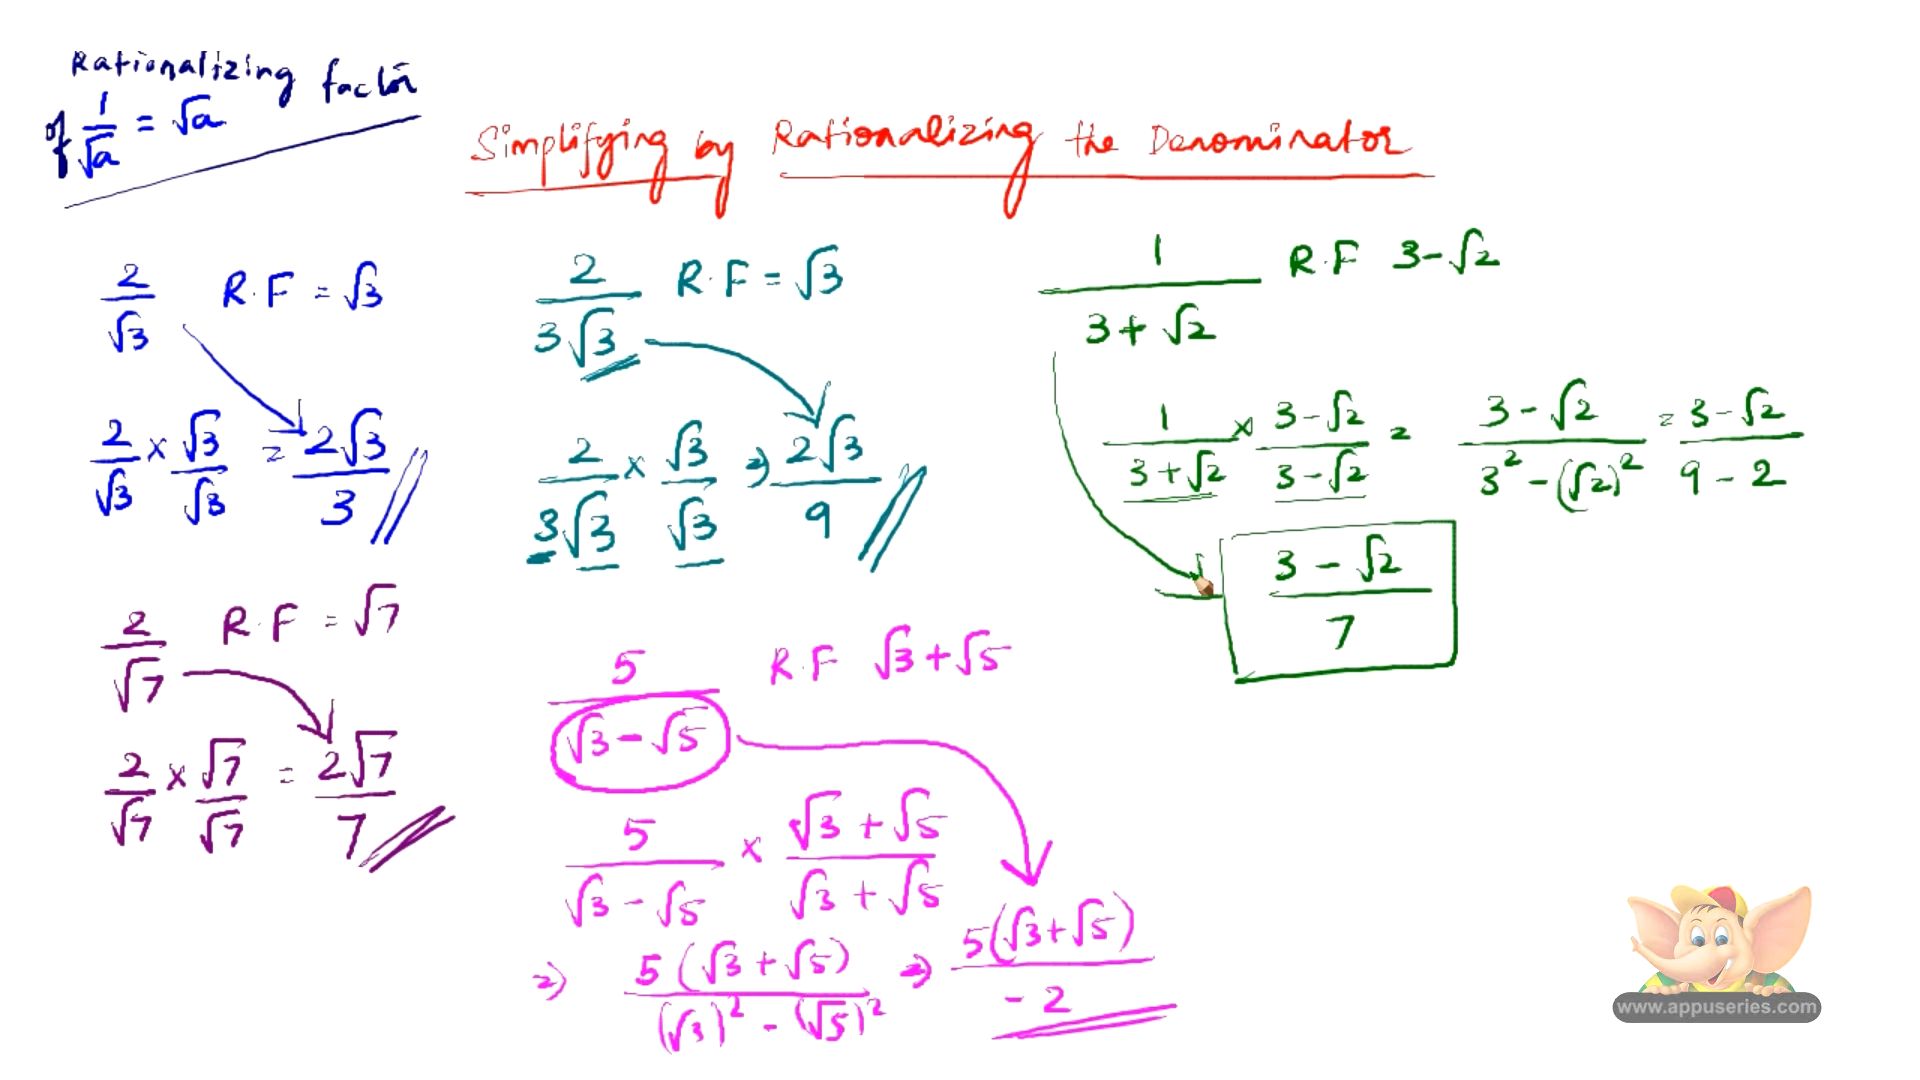 Rationalizing factor
of 1/√a = √a
Simplifying by Rationalizing the Denominator
2/√3 R.F = √3
2/√3 × √3/√3 = 2√3/3
2/√7 R.F = √7
2/√7 × √7/√7 = 2√7/7
2/3√3 R.F = √3
2/3√3 × √3/√3 ⇒ 2√3/9
5/(√3 - √5) R.F √3 + √5
5/(√3 - √5) × (√3 + √5)/(√3 + √5)
⇒ 5(√3 + √5)/((√3)² - (√5)²) ⇒ 5(√3 + √5)/-2
1/(3 + √2) R.F 3 - √2
1/(3 + √2) × (3 - √2)/(3 - √2) = (3 - √2)/(3² - (√2)²) = (3 - √2)/(9 - 2)
(3 - √2)/7
www.appuseries.com